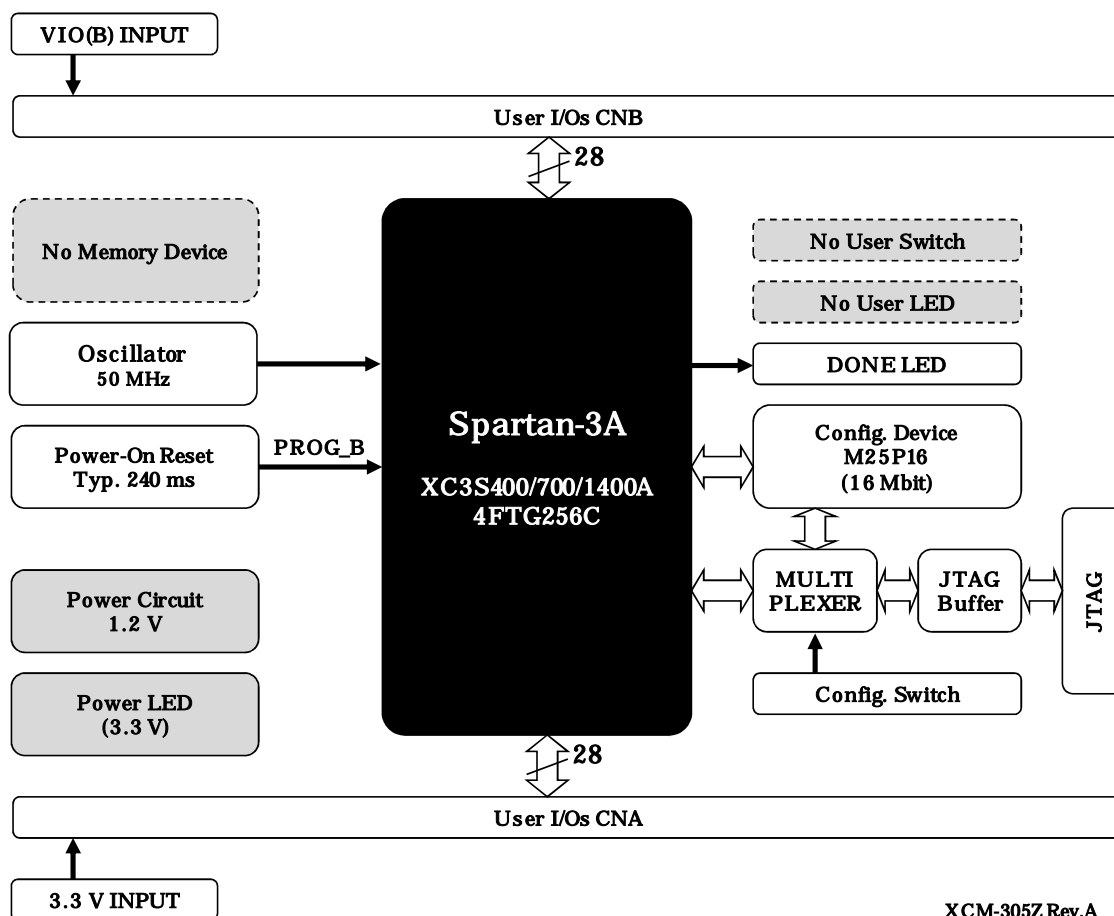 VIO(B) INPUT
User I/Os CNB
28
No Memory Device
No User Switch
No User LED
Oscillator
50 MHz
DONE LED
Power-On Reset
Typ. 240 ms
PROG_B
Spartan-3A
XC3S400/700/1400A
4FTG256C
Config. Device
M25P16
(16 Mbit)
MULTI
PLEXER
JTAG
Buffer
JTAG
Power Circuit
1.2 V
Power LED
(3.3 V)
Config. Switch
28
User I/Os CNA
3.3 V INPUT
XCM-305Z Rev.A